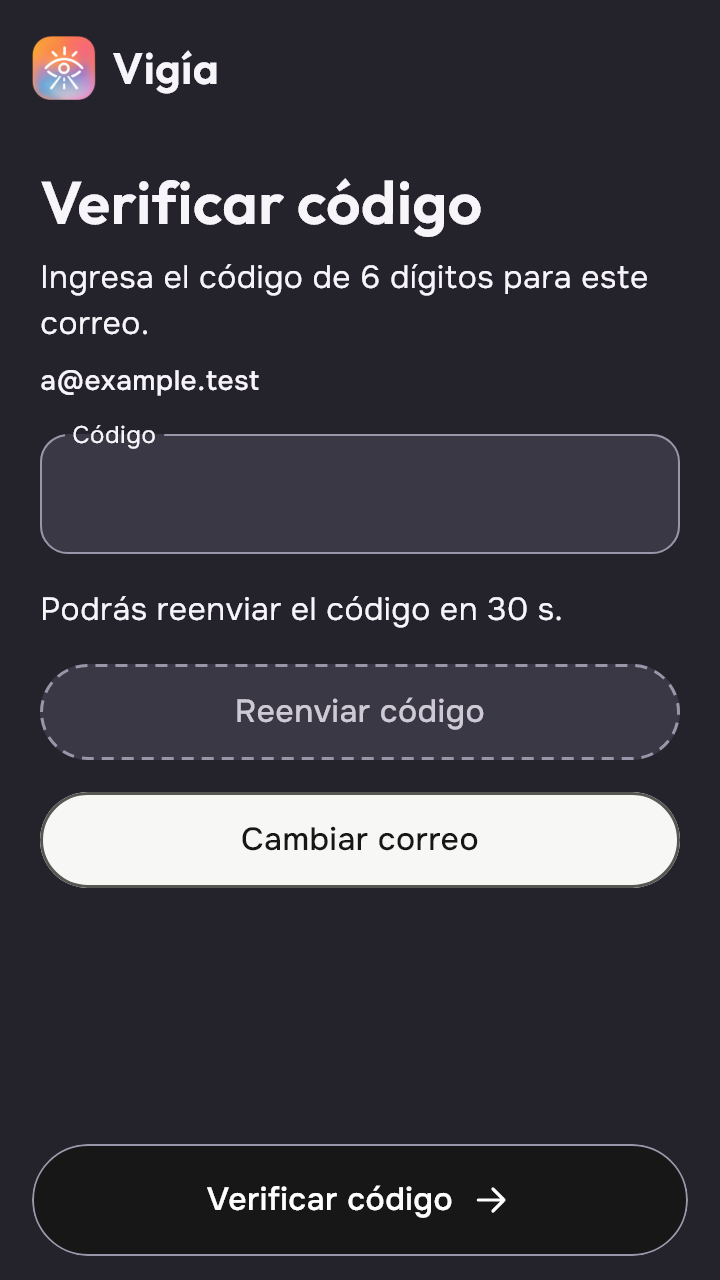 Vigía
Verificar código
Ingresa el código de 6 dígitos para este
correo.
a@example.test
Código
Podrás reenviar el código en 30 s.
Reenviar código
Cambiar correo
Verificar código →